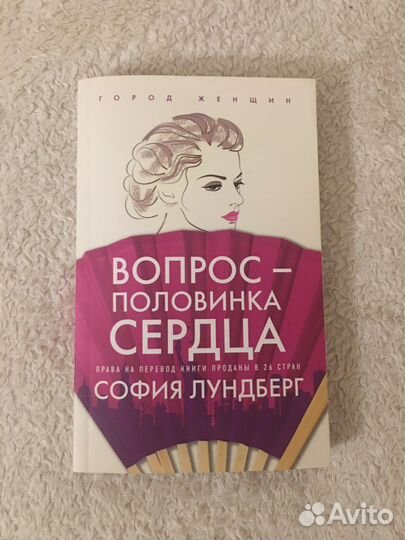 ГОРОД ЖЕНЩИН
ВОПРОС –
ПОЛОВИНКА
СЕРДЦА
ПРАВА НА ПЕРЕВОД КНИГИ ПРОДАНЫ В 26 СТРАН
СОФИЯ ЛУНДБЕРГ
Avito